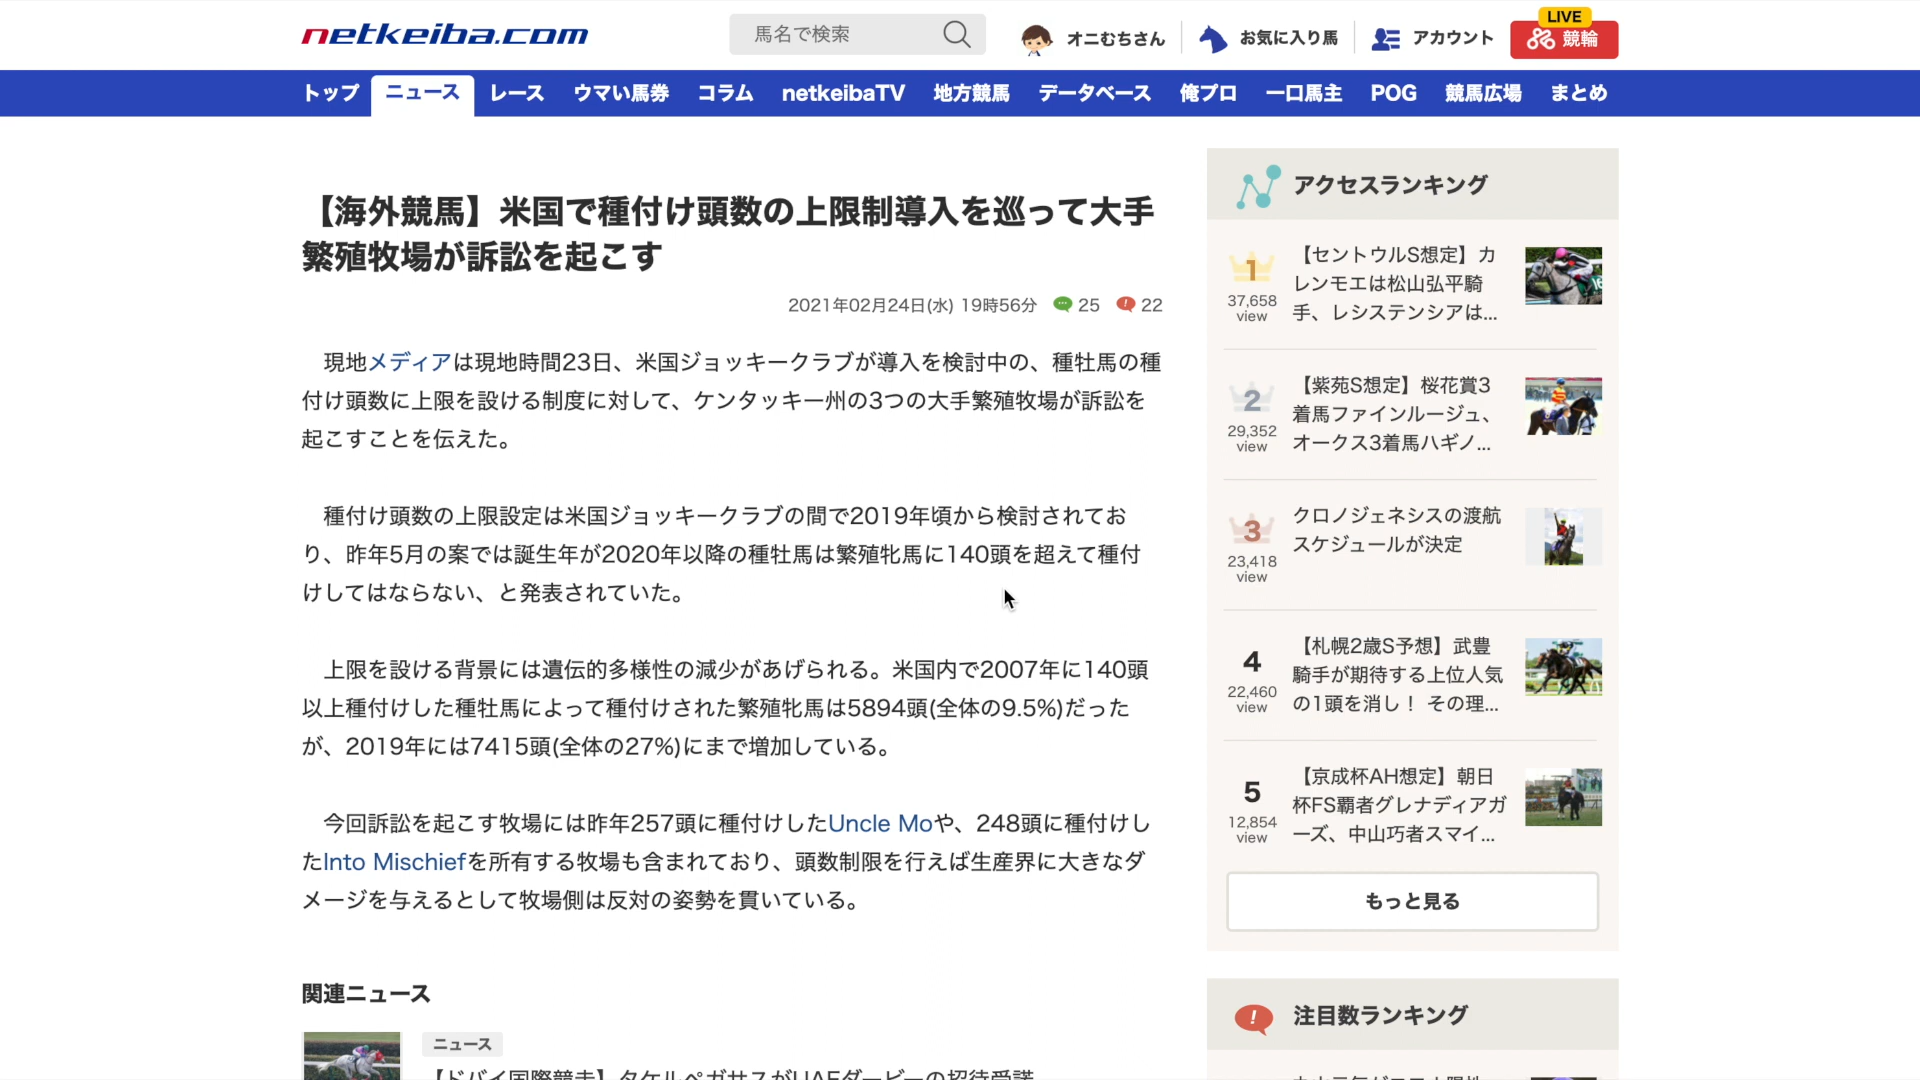 netkeiba.com
馬名で検索
オニむちさん
お気に入り馬
アカウント
LIVE
競輪
トップ ニュース レース ウマい馬券 コラム netkeibaTV 地方競馬 データベース 俺プロ 一口馬主 POG 競馬広場 まとめ
【海外競馬】米国で種付け頭数の上限制導入を巡って大手
繁殖牧場が訴訟を起こす
2021年02月24日(水) 19時56分 25 22
現地メディアは現地時間23日、米国ジョッキークラブが導入を検討中の、種牡馬の種
付け頭数に上限を設ける制度に対して、ケンタッキー州の3つの大手繁殖牧場が訴訟を
起こすことを伝えた。
種付け頭数の上限設定は米国ジョッキークラブの間で2019年頃から検討されてお
り、昨年5月の案では誕生年が2020年以降の種牡馬は繁殖牝馬に140頭を超えて種付
けしてはならない、と発表されていた。
上限を設ける背景には遺伝的多様性の減少があげられる。米国内で2007年に140頭
以上種付けした種牡馬によって種付けされた繁殖牝馬は5894頭(全体の9.5%)だった
が、2019年には7415頭(全体の27%)にまで増加している。
今回訴訟を起こす牧場には昨年257頭に種付けしたUncle Moや、248頭に種付けし
たInto Mischiefを所有する牧場も含まれており、頭数制限を行えば生産界に大きなダ
メージを与えるとして牧場側は反対の姿勢を貫いている。
関連ニュース
ニュース
【ドバイ国際競走】タケルペガサスがUAEダービーの招待受諾
アクセスランキング
1
37,658
view
【セントウルS想定】カ
レンモエは松山弘平騎
手、レシステンシアは...
2
29,352
view
【紫苑S想定】桜花賞3
着馬ファインルージュ、
オークス3着馬ハギノ...
3
23,418
view
クロノジェネシスの渡航
スケジュールが決定
4
22,460
view
【札幌2歳S予想】武豊
騎手が期待する上位人気
の1頭を消し！ その理...
5
12,854
view
【京成杯AH想定】朝日
杯FS覇者グレナディアガ
ーズ、中山巧者スマイ...
もっと見る
注目数ランキング